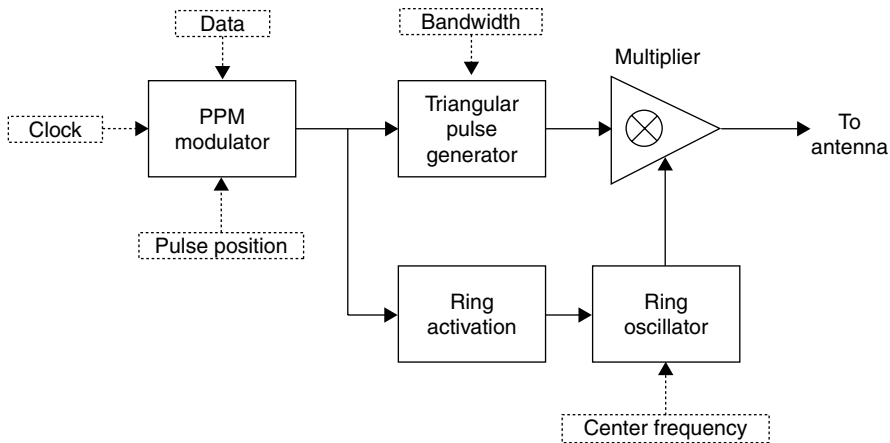 Data
Bandwidth
Multiplier
Clock
PPM
modulator
Triangular
pulse
generator
To
antenna
Pulse position
Ring
activation
Ring
oscillator
Center frequency